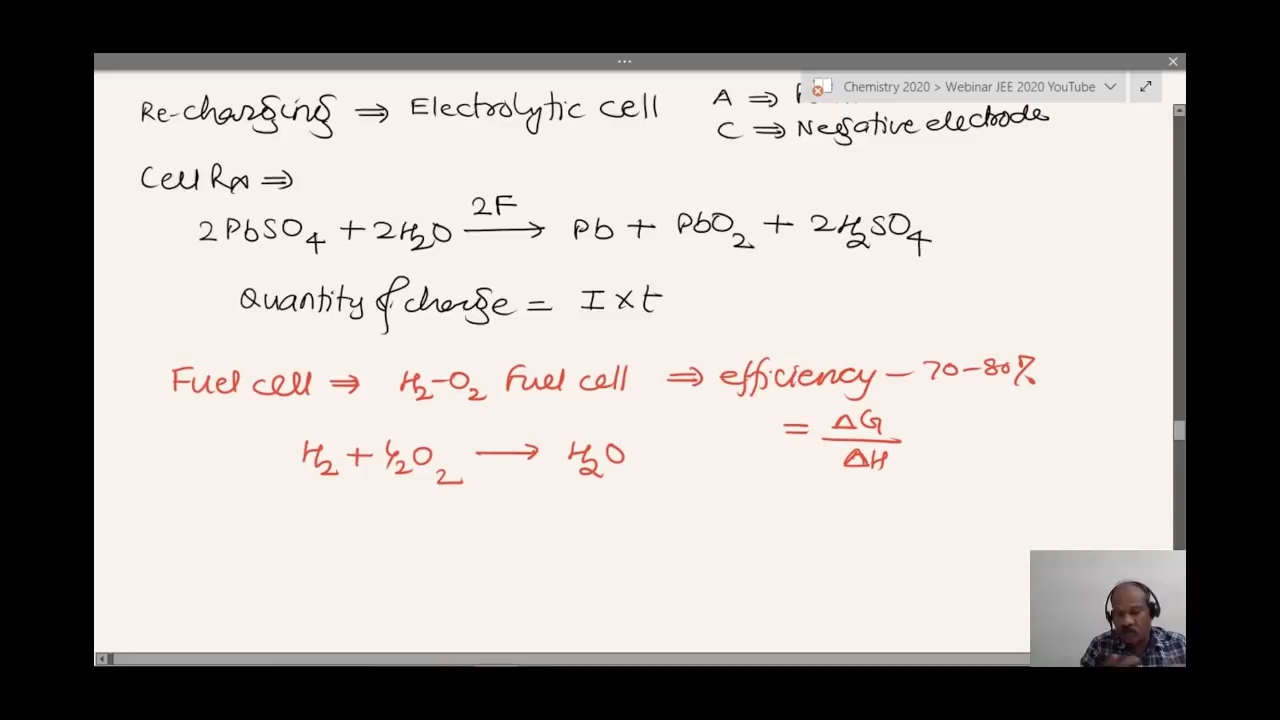 Chemistry 2020 > Webinar JEE 2020 YouTube
Re-charging ⇒ Electrolytic cell
A ⇒
C ⇒ Negative electrode
Cell Rx ⇒
2PbSO₄ + 2H₂O —2F→ Pb + PbO₂ + 2H₂SO₄
Quantity of charge = I × t
Fuel cell ⇒ H₂-O₂ Fuel cell ⇒ efficiency - 70-80%
= ΔG/ΔH
H₂ + ½O₂ → H₂O